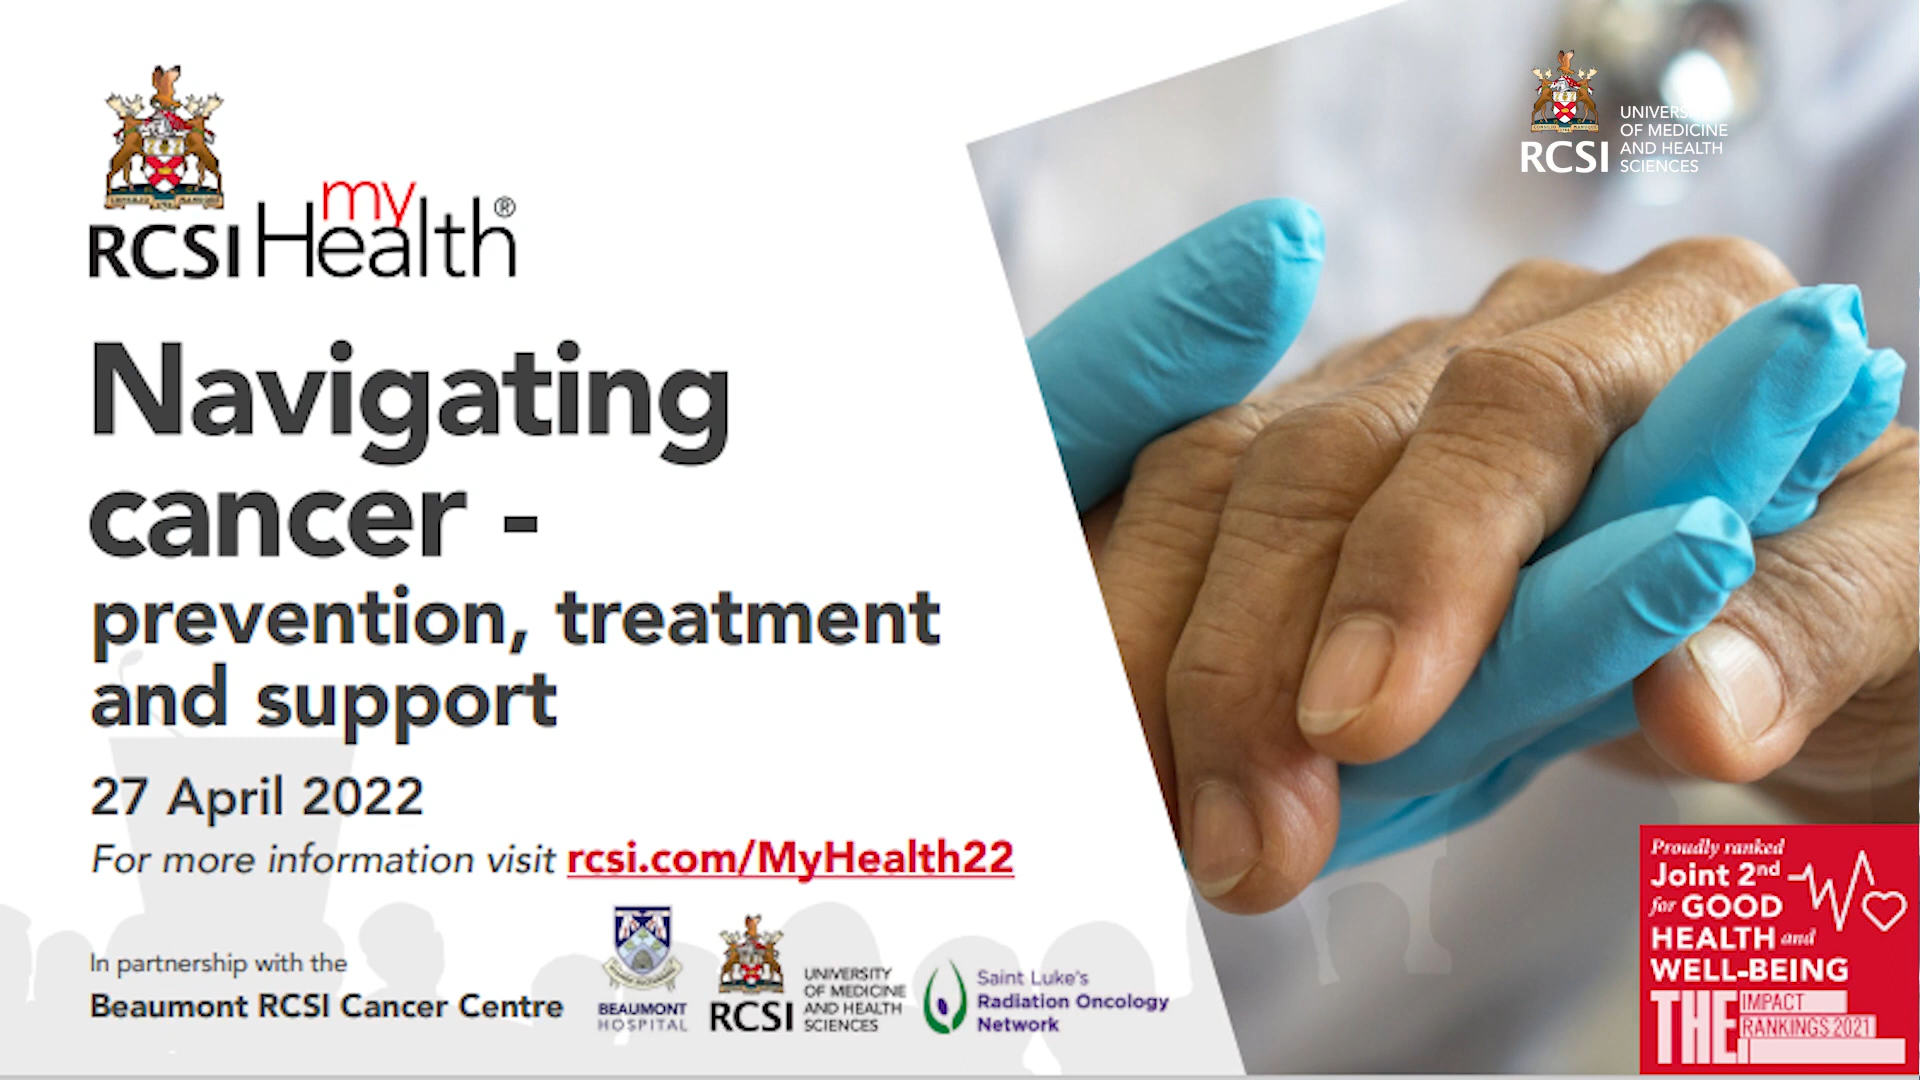 RCSI
my
Health®
Navigating
cancer -
prevention, treatment
and support
27 April 2022
For more information visit rcsi.com/MyHealth22
In partnership with the
Beaumont RCSI Cancer Centre
BEAUMONT
HOSPITAL
RCSI
UNIVERSITY
OF MEDICINE
AND HEALTH
SCIENCES
Saint Luke's
Radiation Oncology
Network
RCSI
UNIVERSITY
OF MEDICINE
AND HEALTH
SCIENCES
Proudly ranked
Joint 2nd
for GOOD
HEALTH and
WELL-BEING
THE IMPACT
RANKINGS 2021